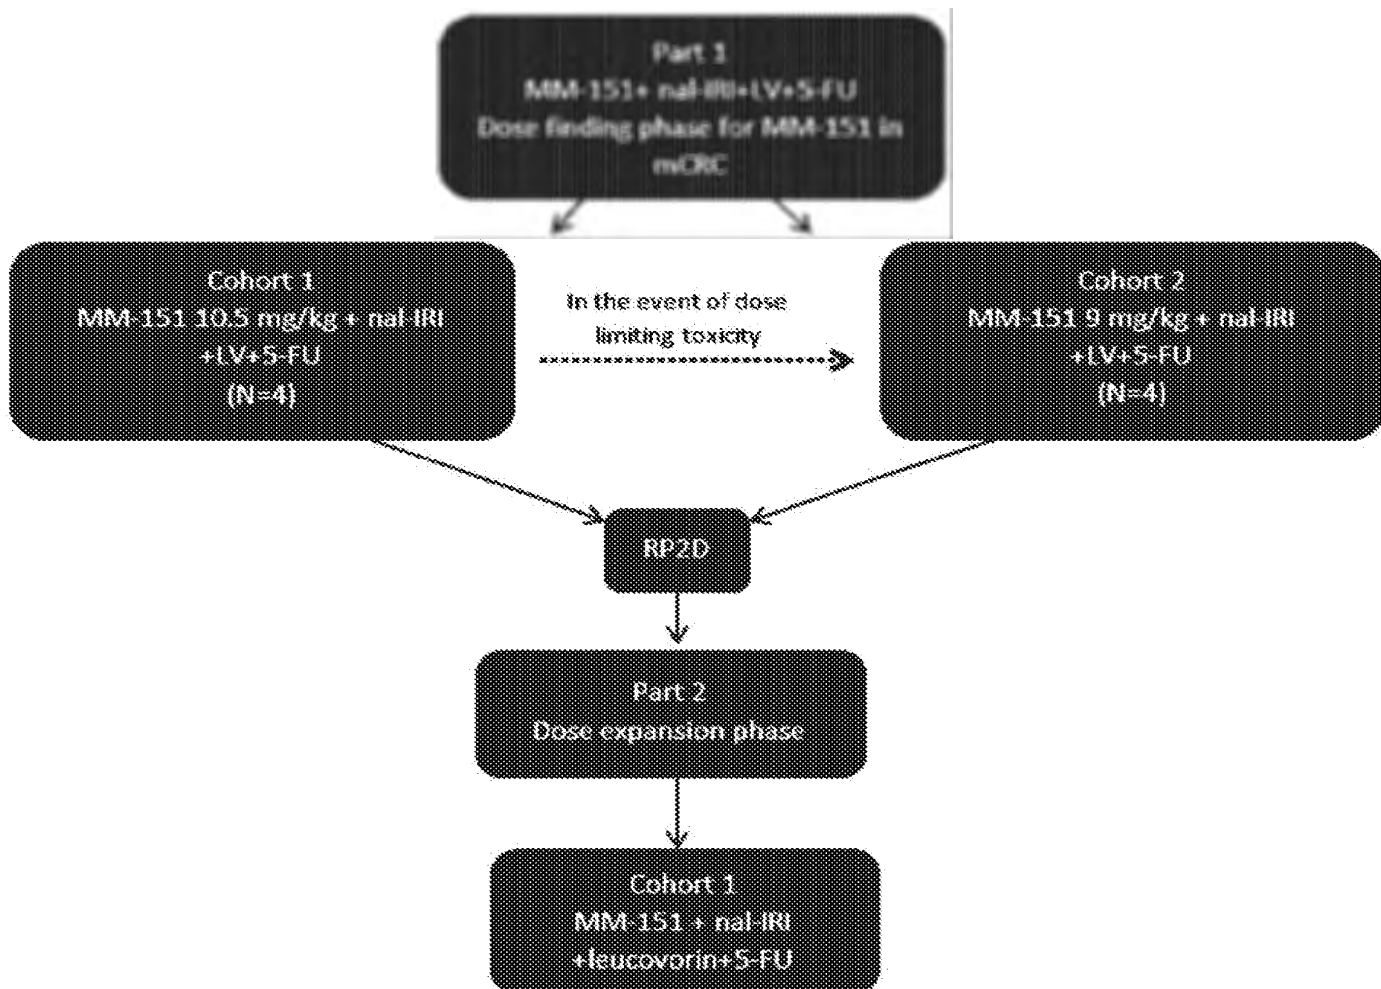 Part 1
MM-151+ nal-IRI+LV+5-FU
Dose finding phase for MM-151 in
mCRC
Cohort 1
MM-151 10.5 mg/kg + nal-IRI
+LV+5-FU
(N=4)
In the event of dose
limiting toxicity
Cohort 2
MM-151 9 mg/kg + nal-IRI
+LV+5-FU
(N=4)
RP2D
Part 2
Dose expansion phase
Cohort 1
MM-151 + nal-IRI
+leucovorin+5-FU